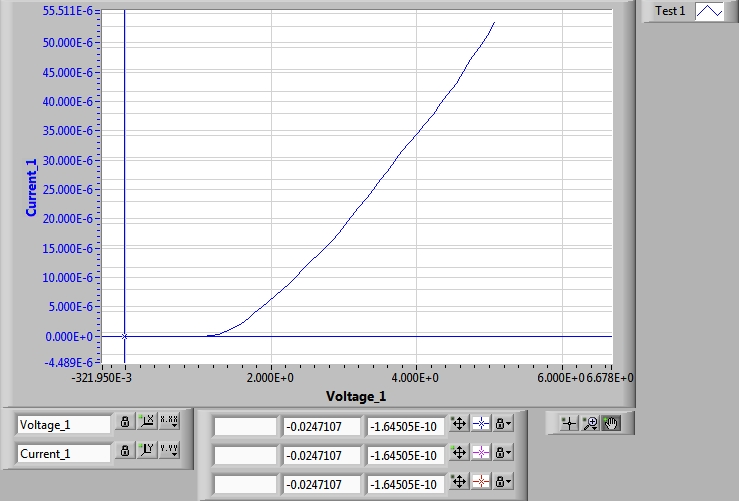 55.511E-6
Test 1
50.000E-6
45.000E-6
40.000E-6
35.000E-6
30.000E-6
25.000E-6
20.000E-6
15.000E-6
10.000E-6
5.000E-6
0.000E+0
-4.489E-6
Current_1
-321.950E-3 2.000E+0 4.000E+0 6.000E+0 6.678E+0
Voltage_1
Voltage_1 X.XX -0.0247107 -1.64505E-10
Current_1 Y.YY -0.0247107 -1.64505E-10
-0.0247107 -1.64505E-10